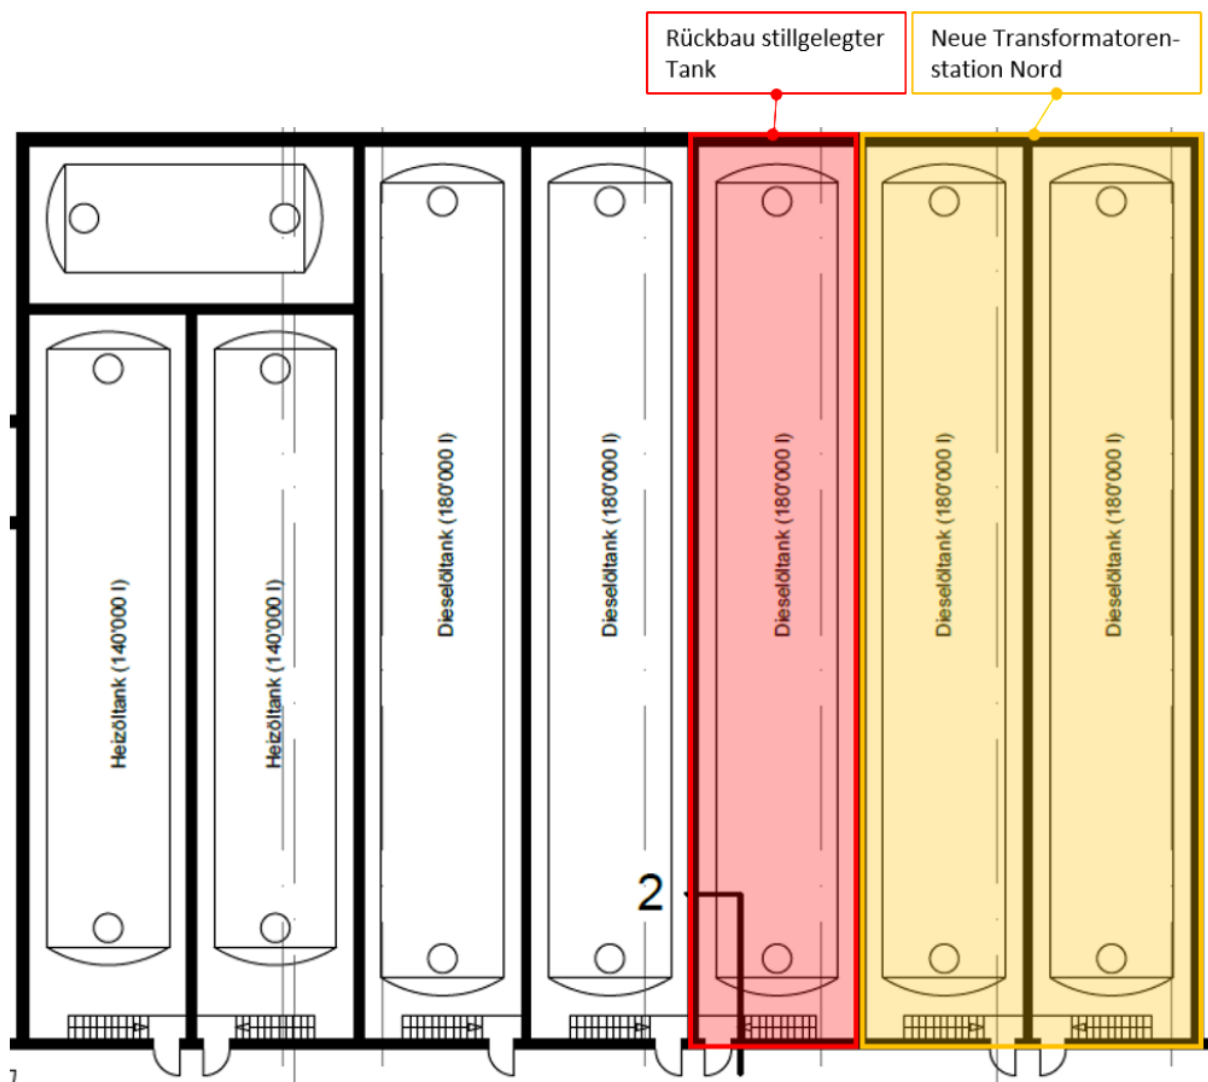 Rückbau stillgelegter
Tank
Neue Transformatoren-
station Nord
Heizöltank (140'000 l)
Heizöltank (140'000 l)
Dieselöltank (180'000 l)
Dieselöltank (180'000 l)
Dieselöltank (180'000 l)
Dieselöltank (180'000 l)
Dieselöltank (180'000 l)
2